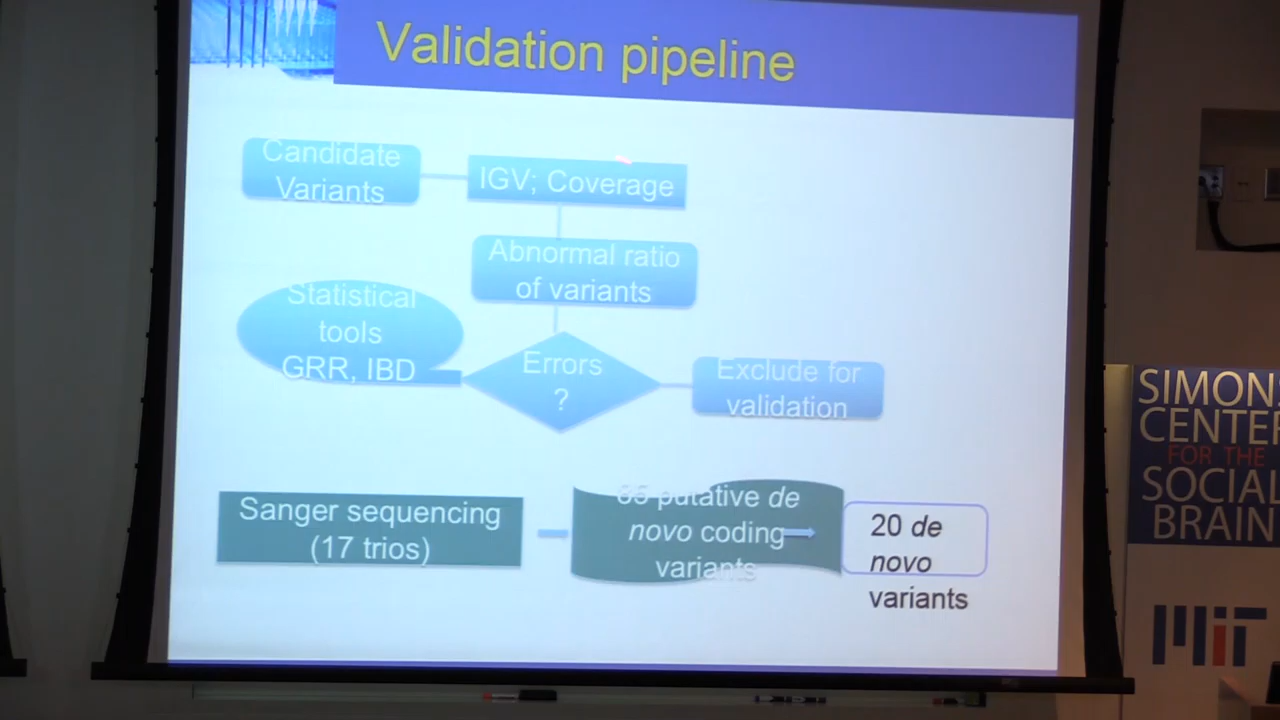 Validation pipeline
Candidate
Variants
IGV; Coverage
Abnormal ratio
of variants
Statistical
tools
GRR, IBD
Errors
?
Exclude for
validation
Sanger sequencing
(17 trios)
putative de
novo coding
variants
20 de
novo
variants
SIMONS
CENTER
FOR THE
SOCIAL
BRAIN
MIT